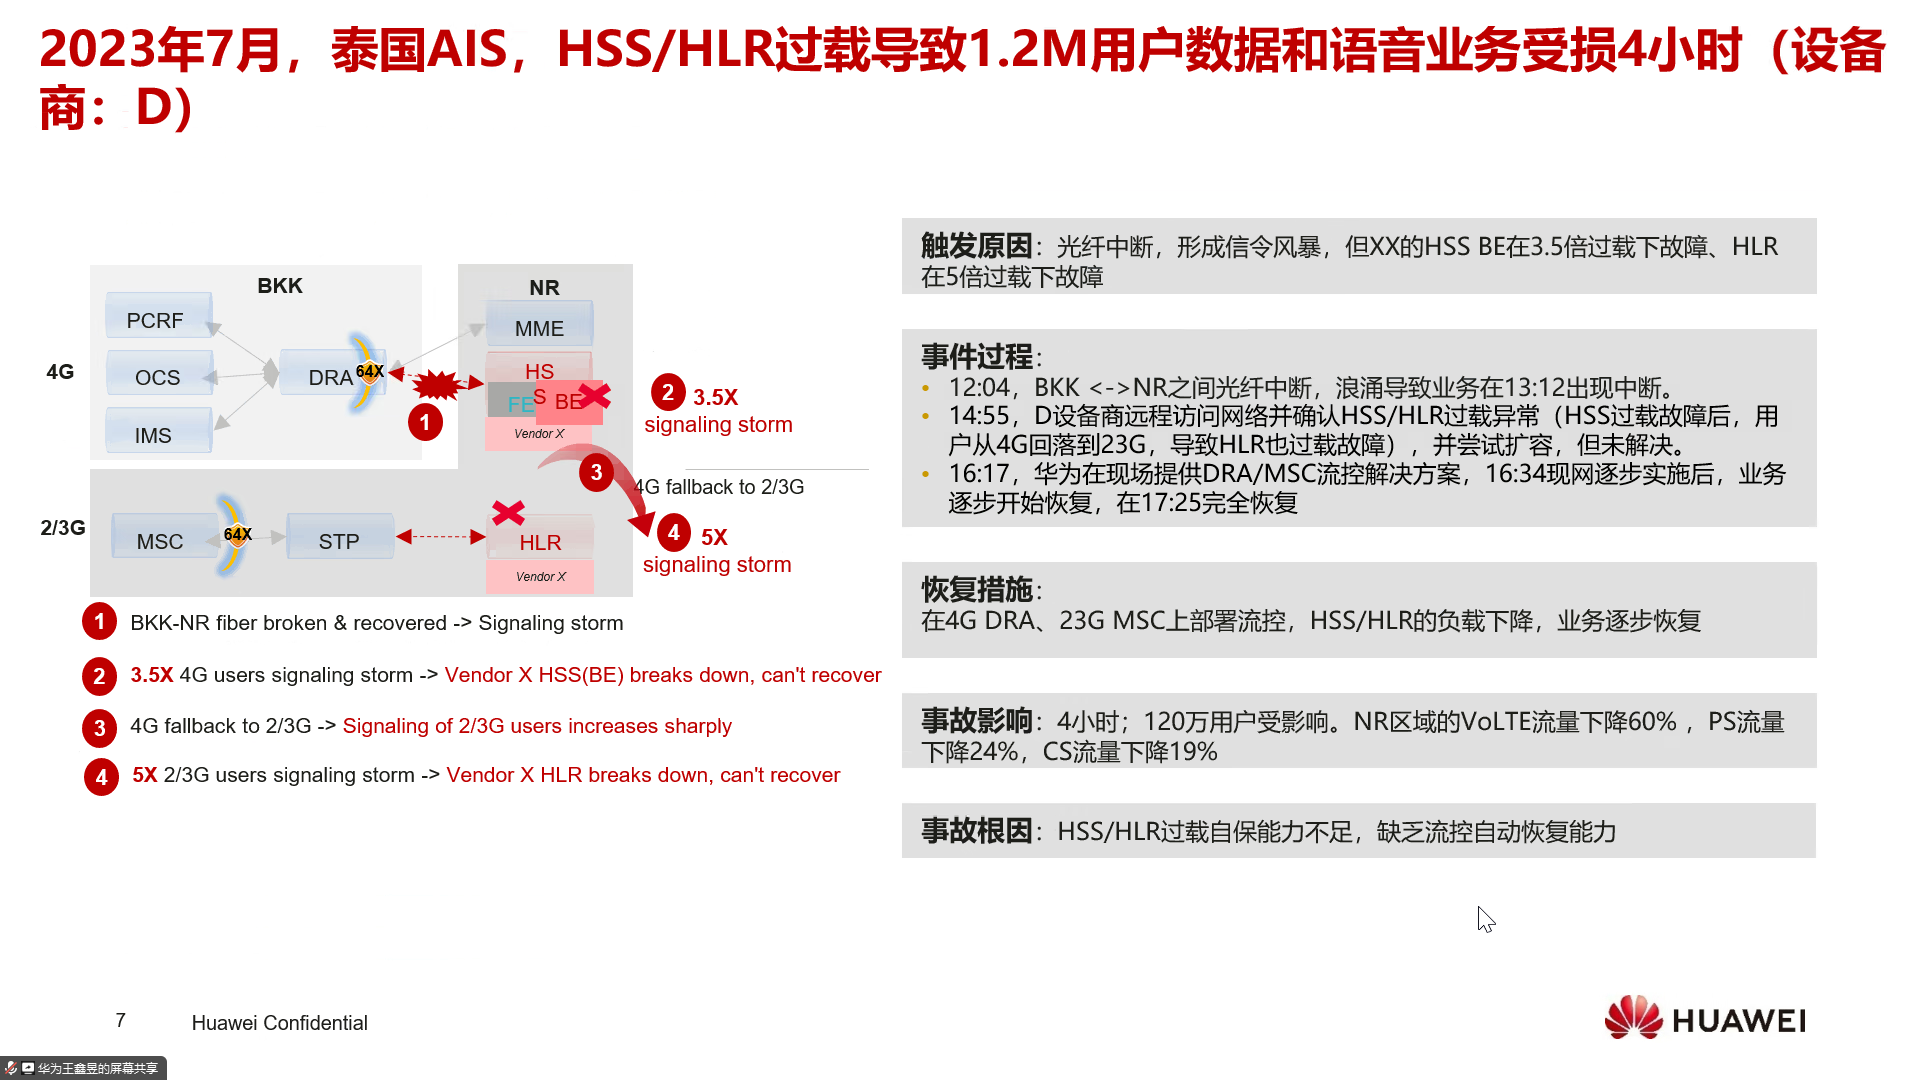 2023年7月，泰国AIS，HSS/HLR过载导致1.2M用户数据和语音业务受损4小时（设备
商：D）
BKK
NR
4G
PCRF
OCS
IMS
DRA
64X
1
MME
HS
S
FE
BE
Vendor X
2
3.5X
signaling storm
3
4G fallback to 2/3G
2/3G
MSC
64X
STP
HLR
Vendor X
4
5X
signaling storm
1 BKK-NR fiber broken & recovered -> Signaling storm
2 3.5X 4G users signaling storm -> Vendor X HSS(BE) breaks down, can't recover
3 4G fallback to 2/3G -> Signaling of 2/3G users increases sharply
4 5X 2/3G users signaling storm -> Vendor X HLR breaks down, can't recover
触发原因：光纤中断，形成信令风暴，但XX的HSS BE在3.5倍过载下故障、HLR
在5倍过载下故障
事件过程：
• 12:04，BKK <->NR之间光纤中断，浪涌导致业务在13:12出现中断。
• 14:55，D设备商远程访问网络并确认HSS/HLR过载异常（HSS过载故障后，用
户从4G回落到23G，导致HLR也过载故障），并尝试扩容，但未解决。
• 16:17，华为在现场提供DRA/MSC流控解决方案，16:34现网逐步实施后，业务
逐步开始恢复，在17:25完全恢复
恢复措施：
在4G DRA、23G MSC上部署流控，HSS/HLR的负载下降，业务逐步恢复
事故影响：4小时；120万用户受影响。NR区域的VoLTE流量下降60% ，PS流量
下降24%，CS流量下降19%
事故根因：HSS/HLR过载自保能力不足，缺乏流控自动恢复能力
7
Huawei Confidential
HUAWEI
华为王鑫昱的屏幕共享